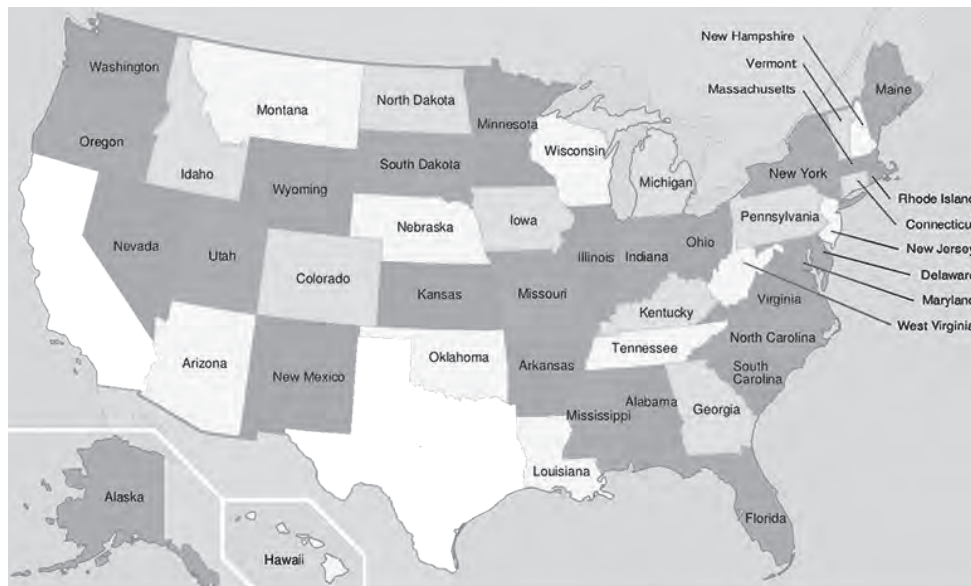 New Hampshire
Vermont
Massachusetts
Maine
Washington
Montana
North Dakota
Minnesota
Oregon
Idaho
Wyoming
South Dakota
Wisconsin
Michigan
New York
Rhode Island
Connecticu
New Jersey
Delaware
Maryland
West Virginia
Nevada
Utah
Colorado
Nebraska
Iowa
Illinois
Indiana
Ohio
Pennsylvania
Kansas
Missouri
Kentucky
Virginia
Arizona
New Mexico
Oklahoma
Arkansas
Tennessee
North Carolina
South
Carolina
Mississippi
Alabama
Georgia
Louisiana
Florida
Alaska
Hawaii